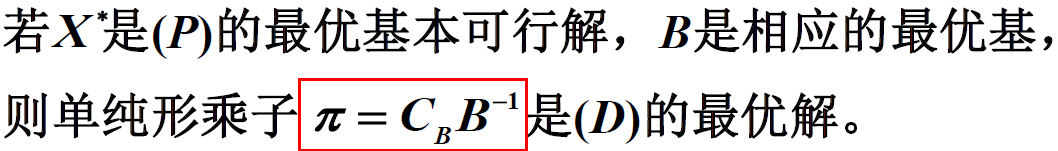 若X*是(P)的最优基本可行解，B是相应的最优基，
则单纯形乘子 π = C_B B⁻¹ 是(D)的最优解。